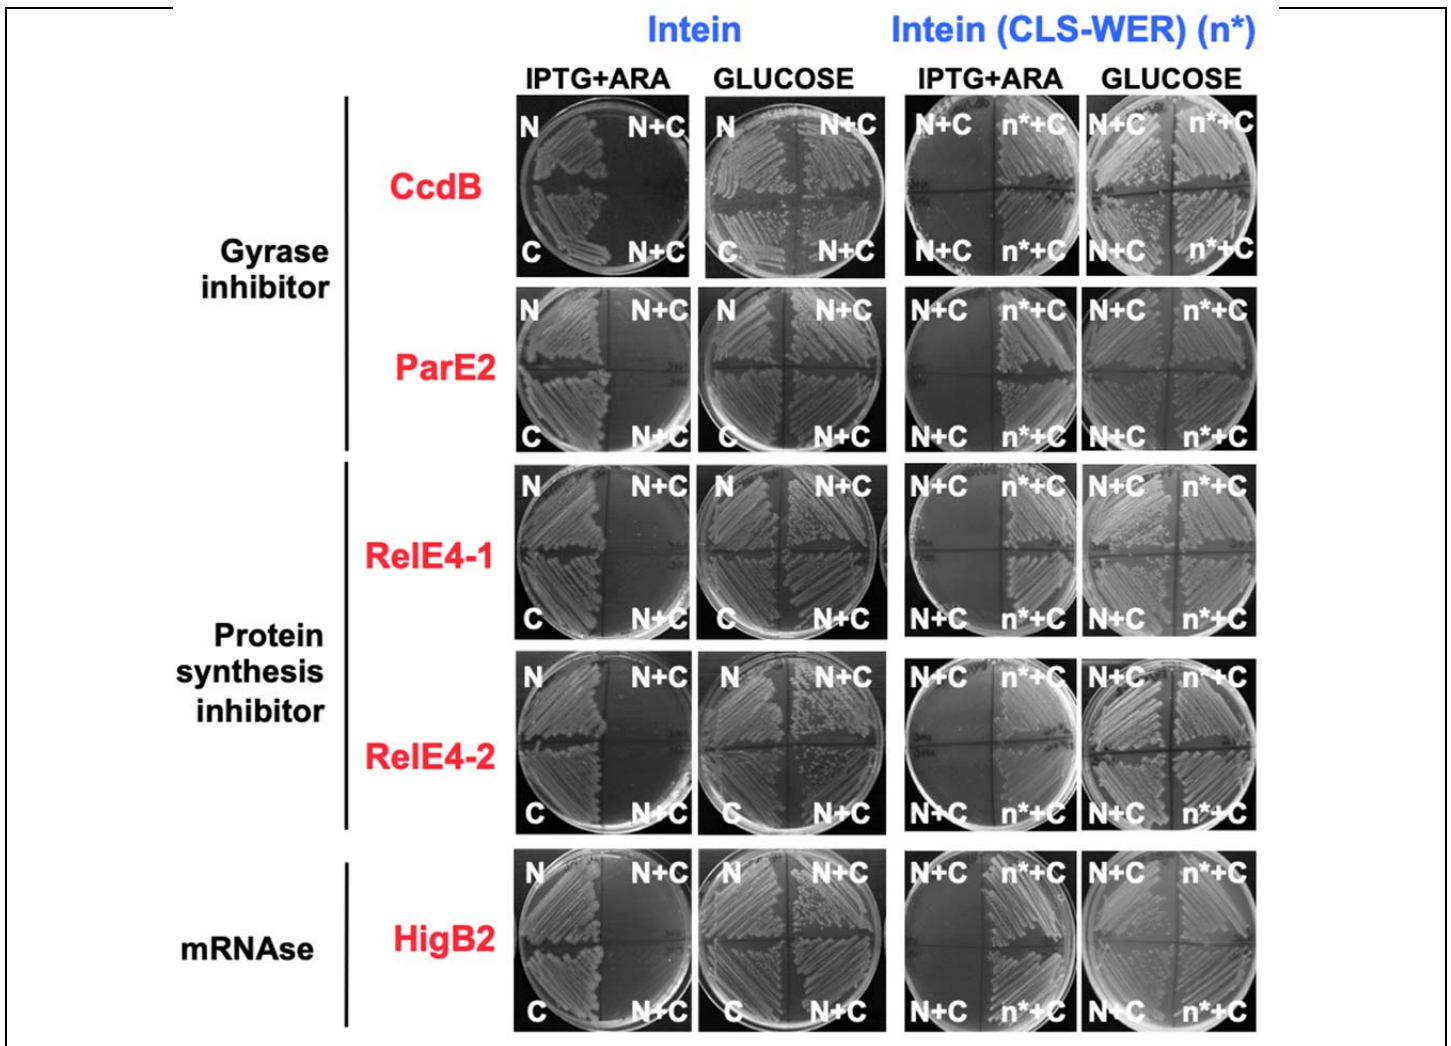 Intein Intein (CLS-WER) (n*)
IPTG+ARA GLUCOSE IPTG+ARA GLUCOSE
N N+C N N+C N+C n*+C N+C n*+C
CcdB
Gyrase
inhibitor
C N+C C N+C N+C n*+C N+C n*+C
N N+C N N+C N+C n*+C N+C n*+C
ParE2
C N+C C N+C N+C n*+C N+C n*+C
N N+C N N+C N+C n*+C N+C n*+C
RelE4-1
C N+C C N+C N+C n*+C N+C n*+C
Protein
synthesis
inhibitor
N N+C N N+C N+C n*+C N+C n*+C
RelE4-2
C N+C C N+C N+C n*+C N+C n*+C
N N+C N N+C N+C n*+C N+C n*+C
mRNAse
HigB2
C N+C C N+C N+C n*+C N+C n*+C